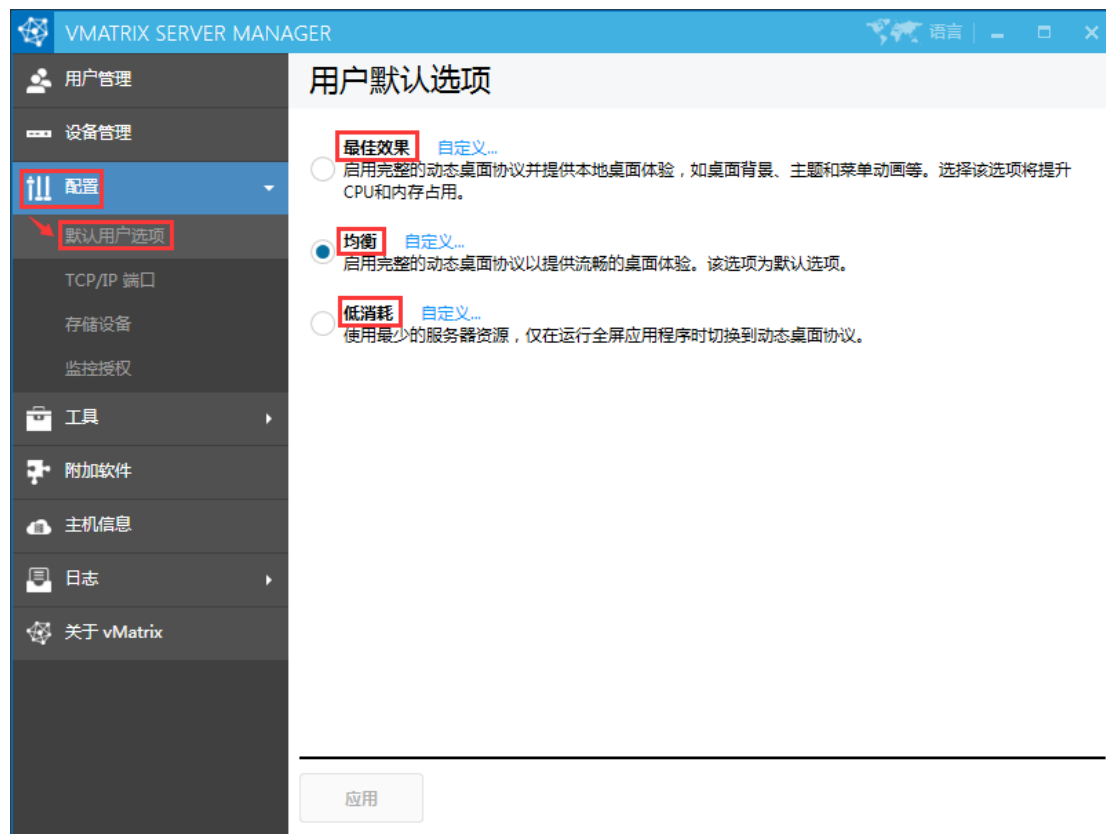 VMATRIX SERVER MANAGER
语言
用户管理
设备管理
配置
默认用户选项
TCP/IP 端口
存储设备
监控授权
工具
附加软件
主机信息
日志
关于 vMatrix
用户默认选项
最佳效果 自定义...
启用完整的动态桌面协议并提供本地桌面体验，如桌面背景、主题和菜单动画等。选择该选项将提升
CPU和内存占用。
均衡 自定义...
启用完整的动态桌面协议以提供流畅的桌面体验。该选项为默认选项。
低消耗 自定义...
使用最少的服务器资源，仅在运行全屏应用程序时切换到动态桌面协议。
应用